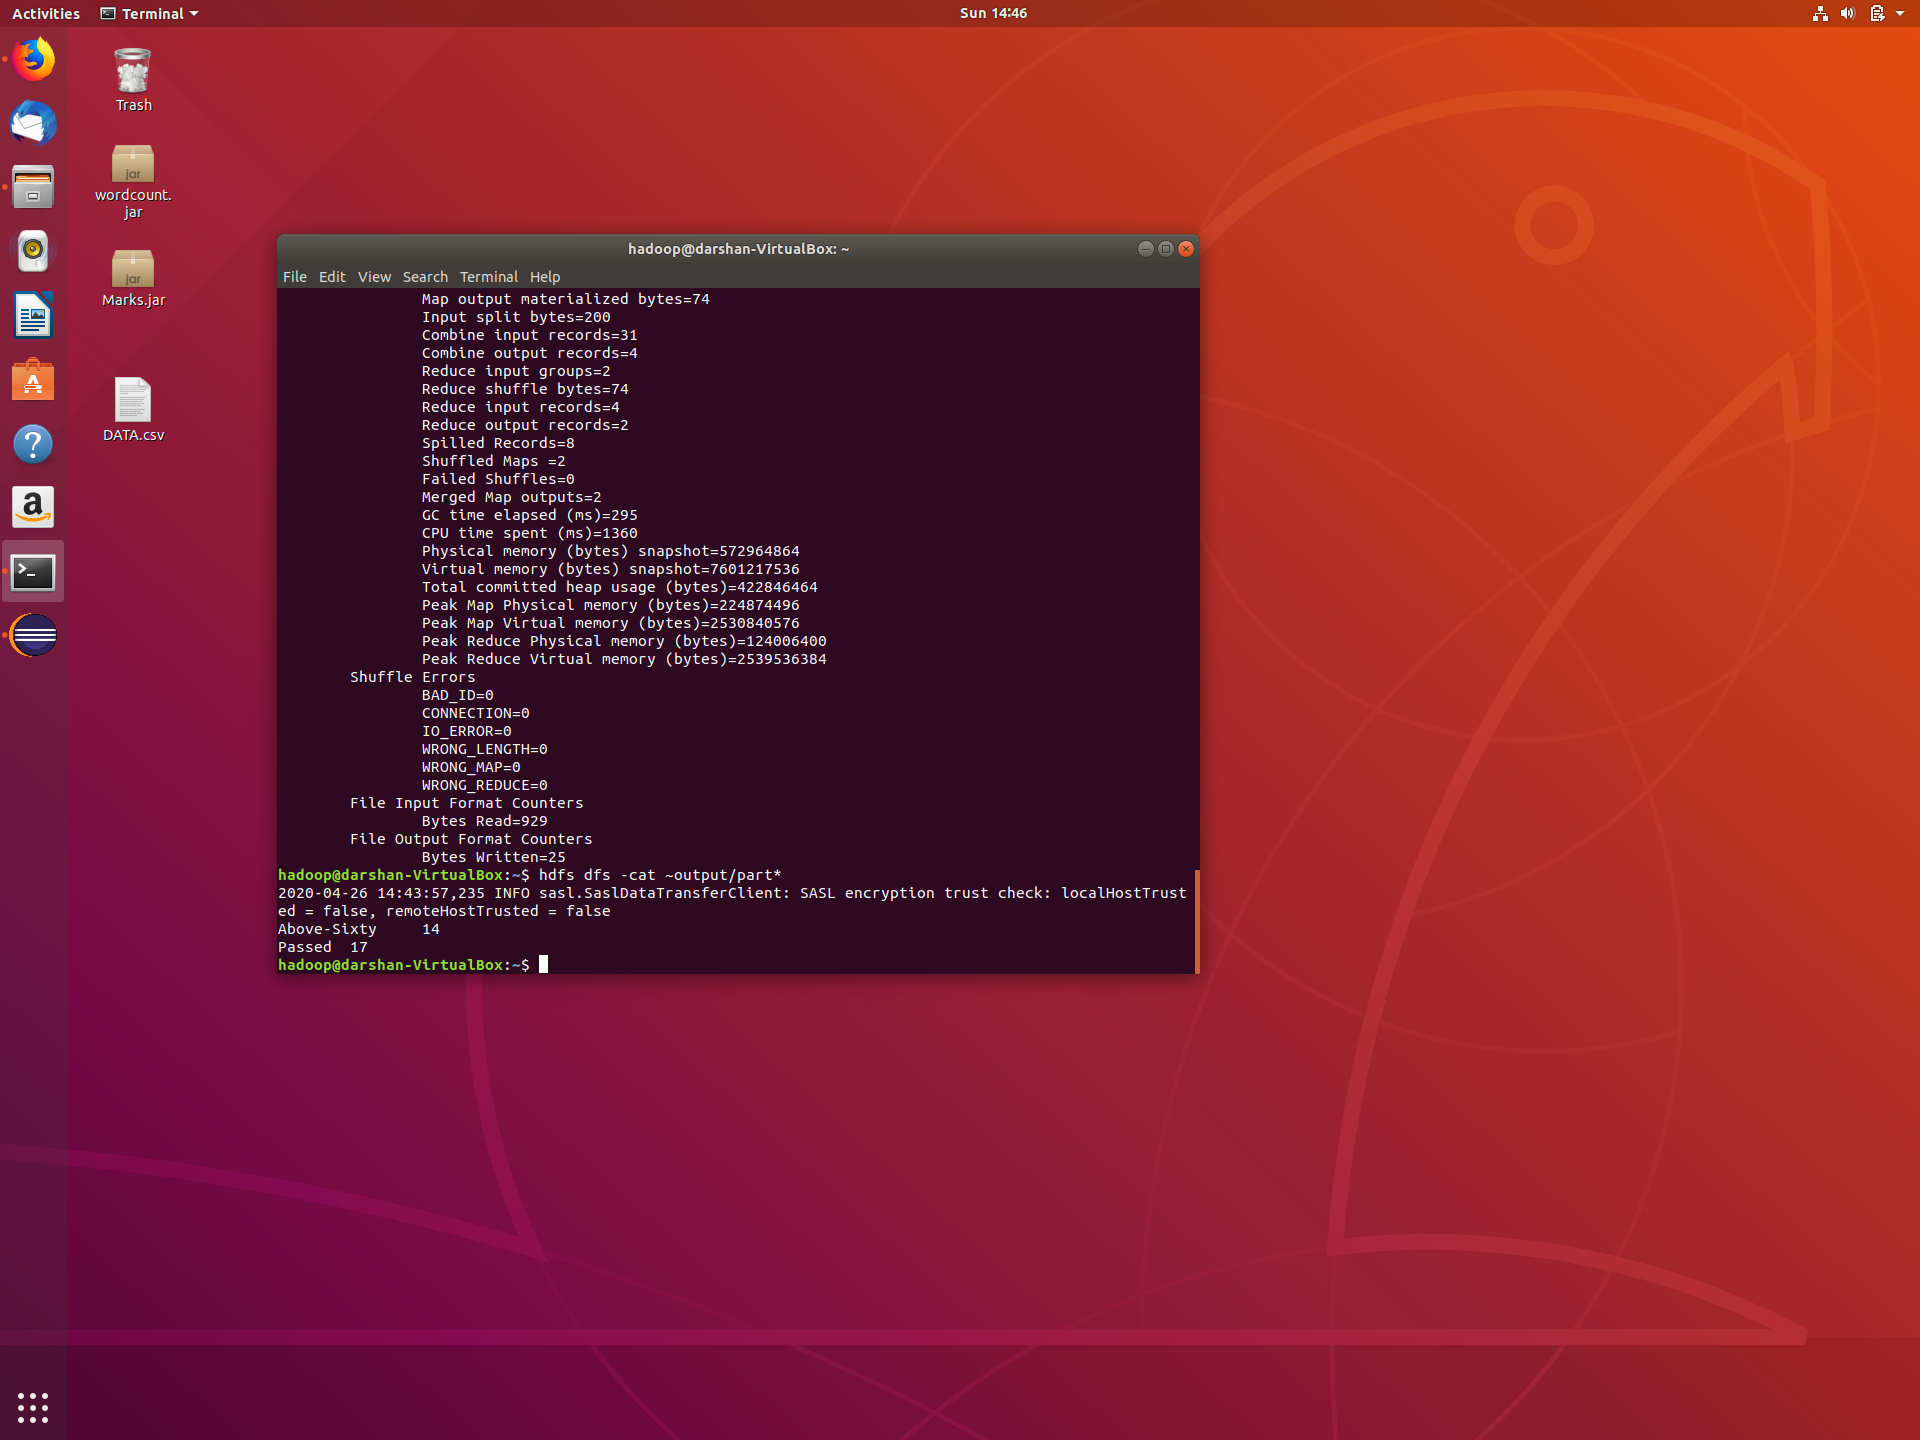 Activities Terminal Sun 14:46
Trash
jar
wordcount.
jar
jar
Marks.jar
DATA.csv
hadoop@darshan-VirtualBox: ~
File Edit View Search Terminal Help
Map output materialized bytes=74
Input split bytes=200
Combine input records=31
Combine output records=4
Reduce input groups=2
Reduce shuffle bytes=74
Reduce input records=4
Reduce output records=2
Spilled Records=8
Shuffled Maps =2
Failed Shuffles=0
Merged Map outputs=2
GC time elapsed (ms)=295
CPU time spent (ms)=1360
Physical memory (bytes) snapshot=572964864
Virtual memory (bytes) snapshot=7601217536
Total committed heap usage (bytes)=422846464
Peak Map Physical memory (bytes)=224874496
Peak Map Virtual memory (bytes)=2530840576
Peak Reduce Physical memory (bytes)=124006400
Peak Reduce Virtual memory (bytes)=2539536384
Shuffle Errors
BAD_ID=0
CONNECTION=0
IO_ERROR=0
WRONG_LENGTH=0
WRONG_MAP=0
WRONG_REDUCE=0
File Input Format Counters
Bytes Read=929
File Output Format Counters
Bytes Written=25
hadoop@darshan-VirtualBox:~$ hdfs dfs -cat ~output/part*
2020-04-26 14:43:57,235 INFO sasl.SaslDataTransferClient: SASL encryption trust check: localHostTrust
ed = false, remoteHostTrusted = false
Above-Sixty 14
Passed 17
hadoop@darshan-VirtualBox:~$